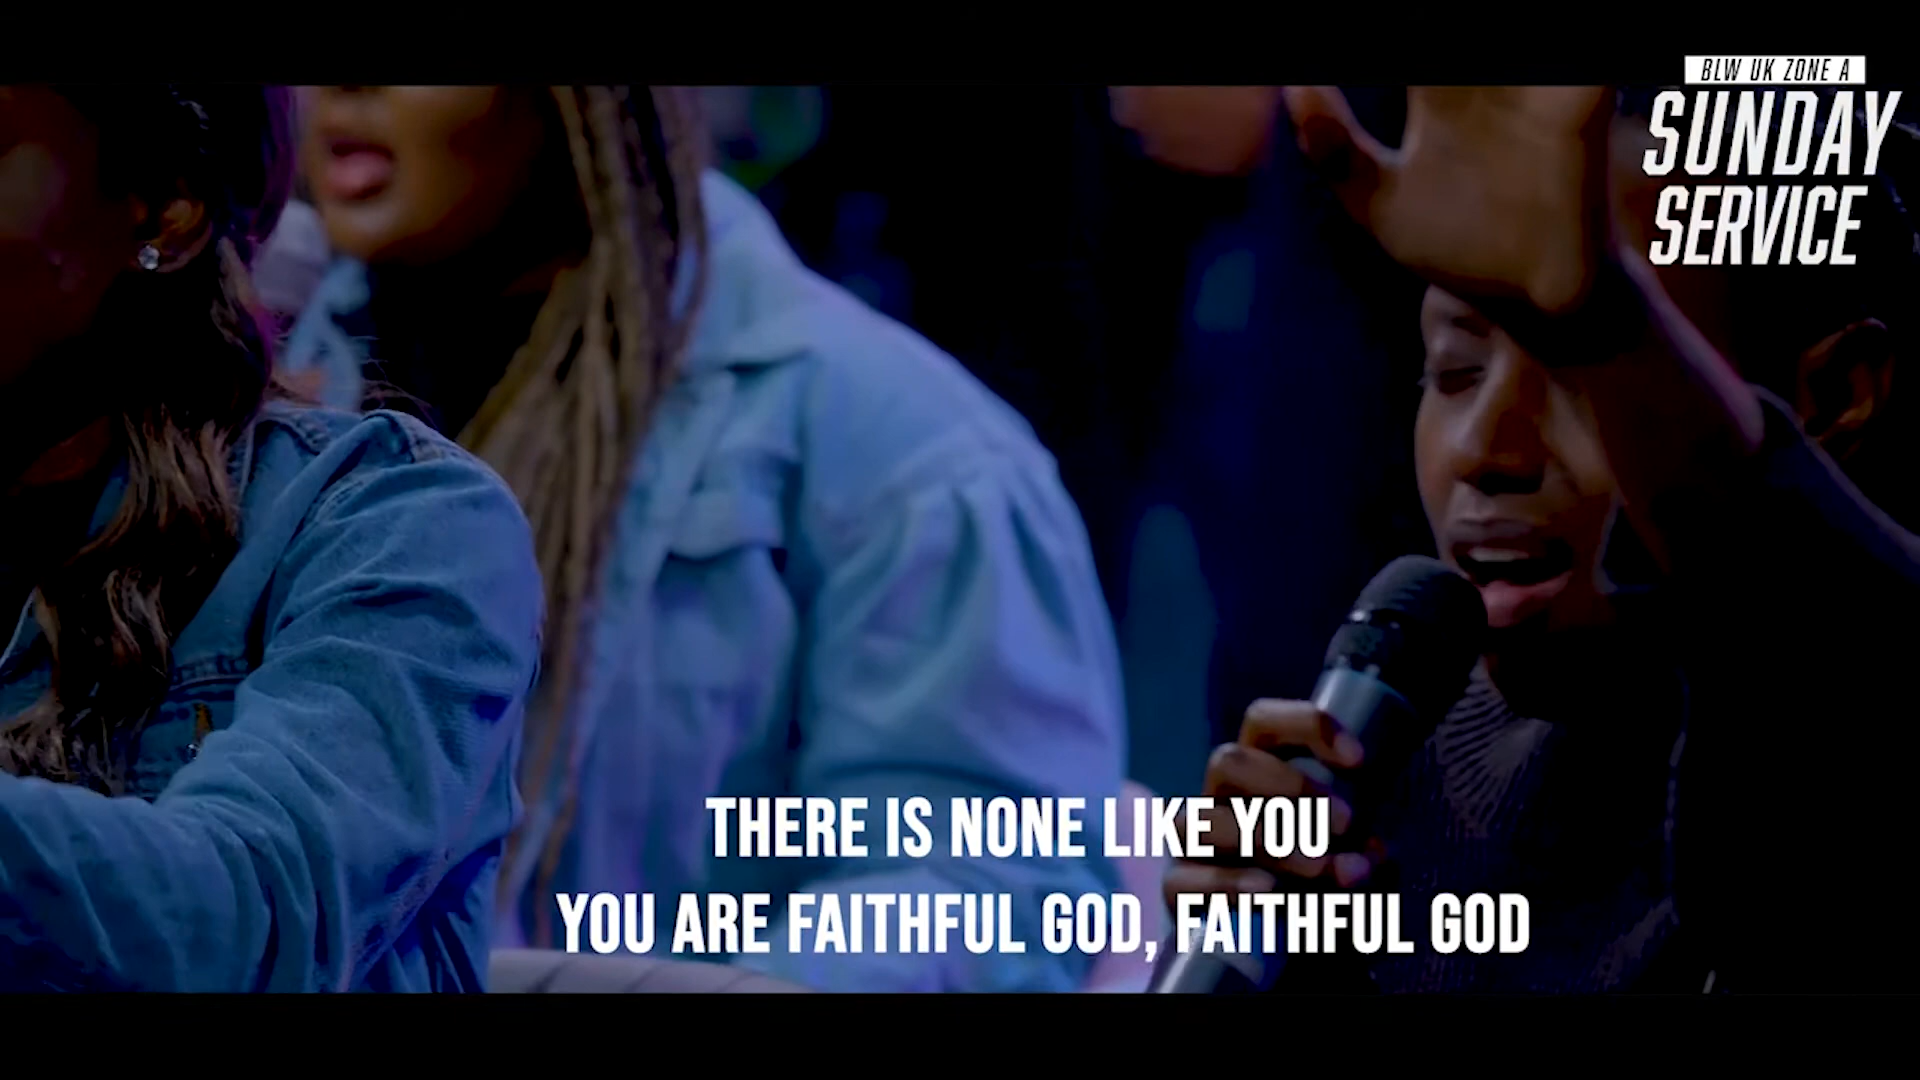 BLW UK ZONE A
SUNDAY
SERVICE
THERE IS NONE LIKE YOU
YOU ARE FAITHFUL GOD, FAITHFUL GOD